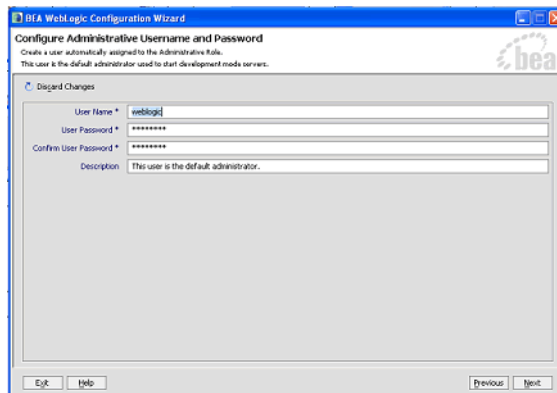 BEA WebLogic Configuration Wizard
Configure Administrative Username and Password
Create a user automatically assigned to the Administrative Role.
This user is the default administrator used to start development mode servers.
bea
Discard Changes
User Name * weblogic
User Password * ********
Confirm User Password * ********
Description This user is the default administrator.
Exit Help Previous Next